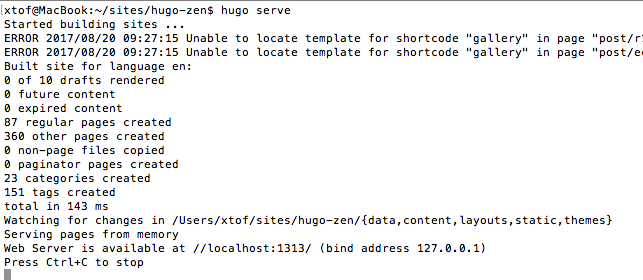 xtof@MacBook:~/sites/hugo-zen$ hugo serve
Started building sites ...
ERROR 2017/08/20 09:27:15 Unable to locate template for shortcode "gallery" in page "post/r
ERROR 2017/08/20 09:27:15 Unable to locate template for shortcode "gallery" in page "post/e
Built site for language en:
0 of 10 drafts rendered
0 future content
0 expired content
87 regular pages created
360 other pages created
0 non-page files copied
0 paginator pages created
23 categories created
151 tags created
total in 143 ms
Watching for changes in /Users/xtof/sites/hugo-zen/{data,content,layouts,static,themes}
Serving pages from memory
Web Server is available at //localhost:1313/ (bind address 127.0.0.1)
Press Ctrl+C to stop